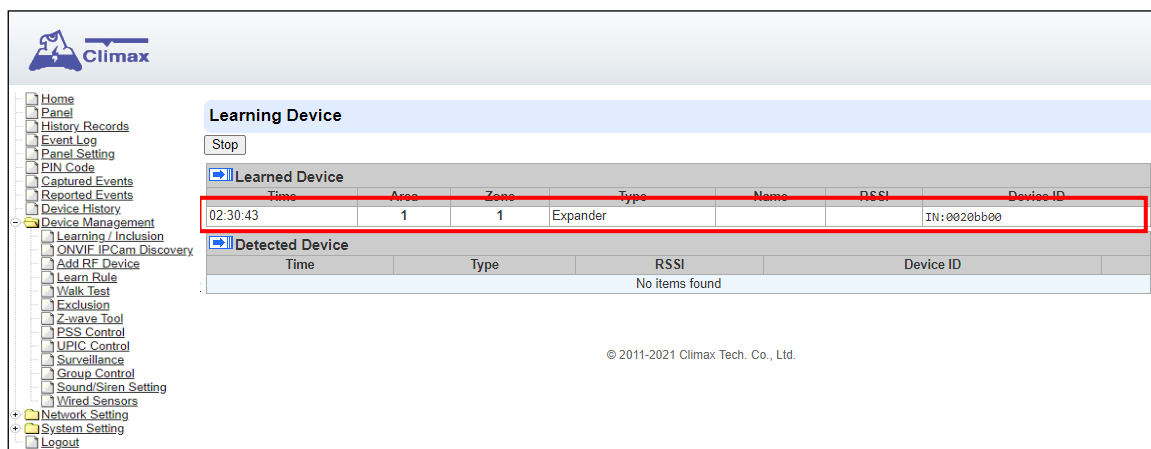 Climax
Home
Panel
History Records
Event Log
Panel Setting
PIN Code
Captured Events
Reported Events
Device History
Device Management
Learning / Inclusion
ONVIF IPCam Discovery
Add RF Device
Learn Rule
Walk Test
Exclusion
Z-wave Tool
PSS Control
UPIC Control
Surveillance
Group Control
Sound/Siren Setting
Wired Sensors
Network Setting
System Setting
Logout
Learning Device
Stop
Learned Device
Time Area Zone Type Name RSSI Device ID
02:30:43 1 1 Expander IN:0020bb00
Detected Device
Time Type RSSI Device ID
No items found
© 2011-2021 Climax Tech. Co., Ltd.